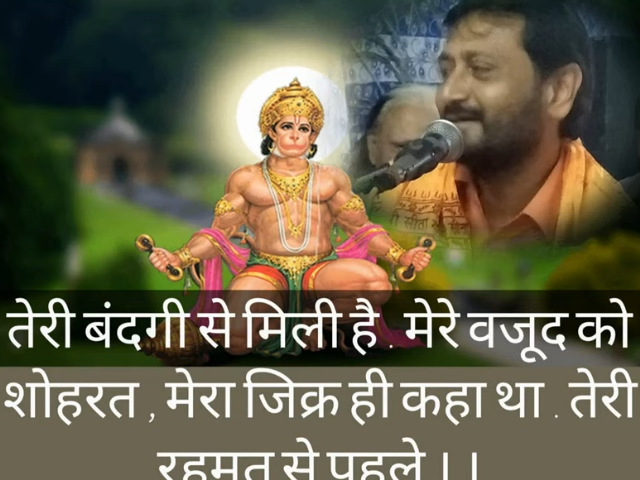 तेरी बंदगी से मिली है . मेरे वजूद को
शोहरत , मेरा जिक्र ही कहा था . तेरी
रहमत से पहले । ।